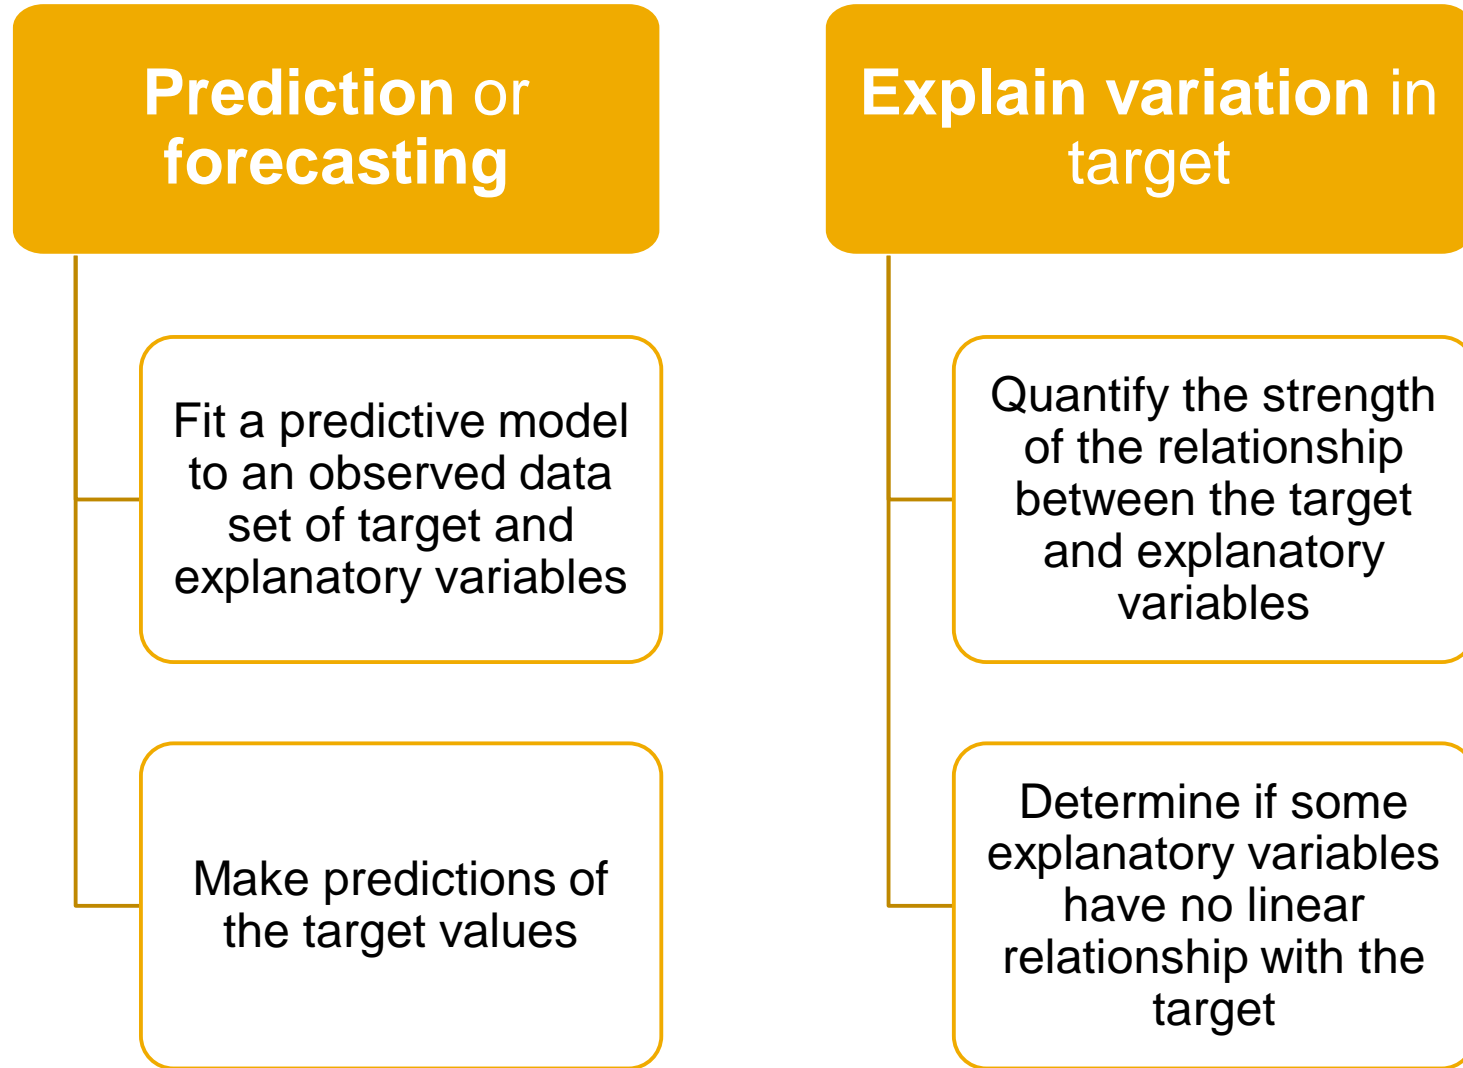 Prediction or
forecasting
Fit a predictive model
to an observed data
set of target and
explanatory variables
Make predictions of
the target values
Explain variation in
target
Quantify the strength
of the relationship
between the target
and explanatory
variables
Determine if some
explanatory variables
have no linear
relationship with the
target